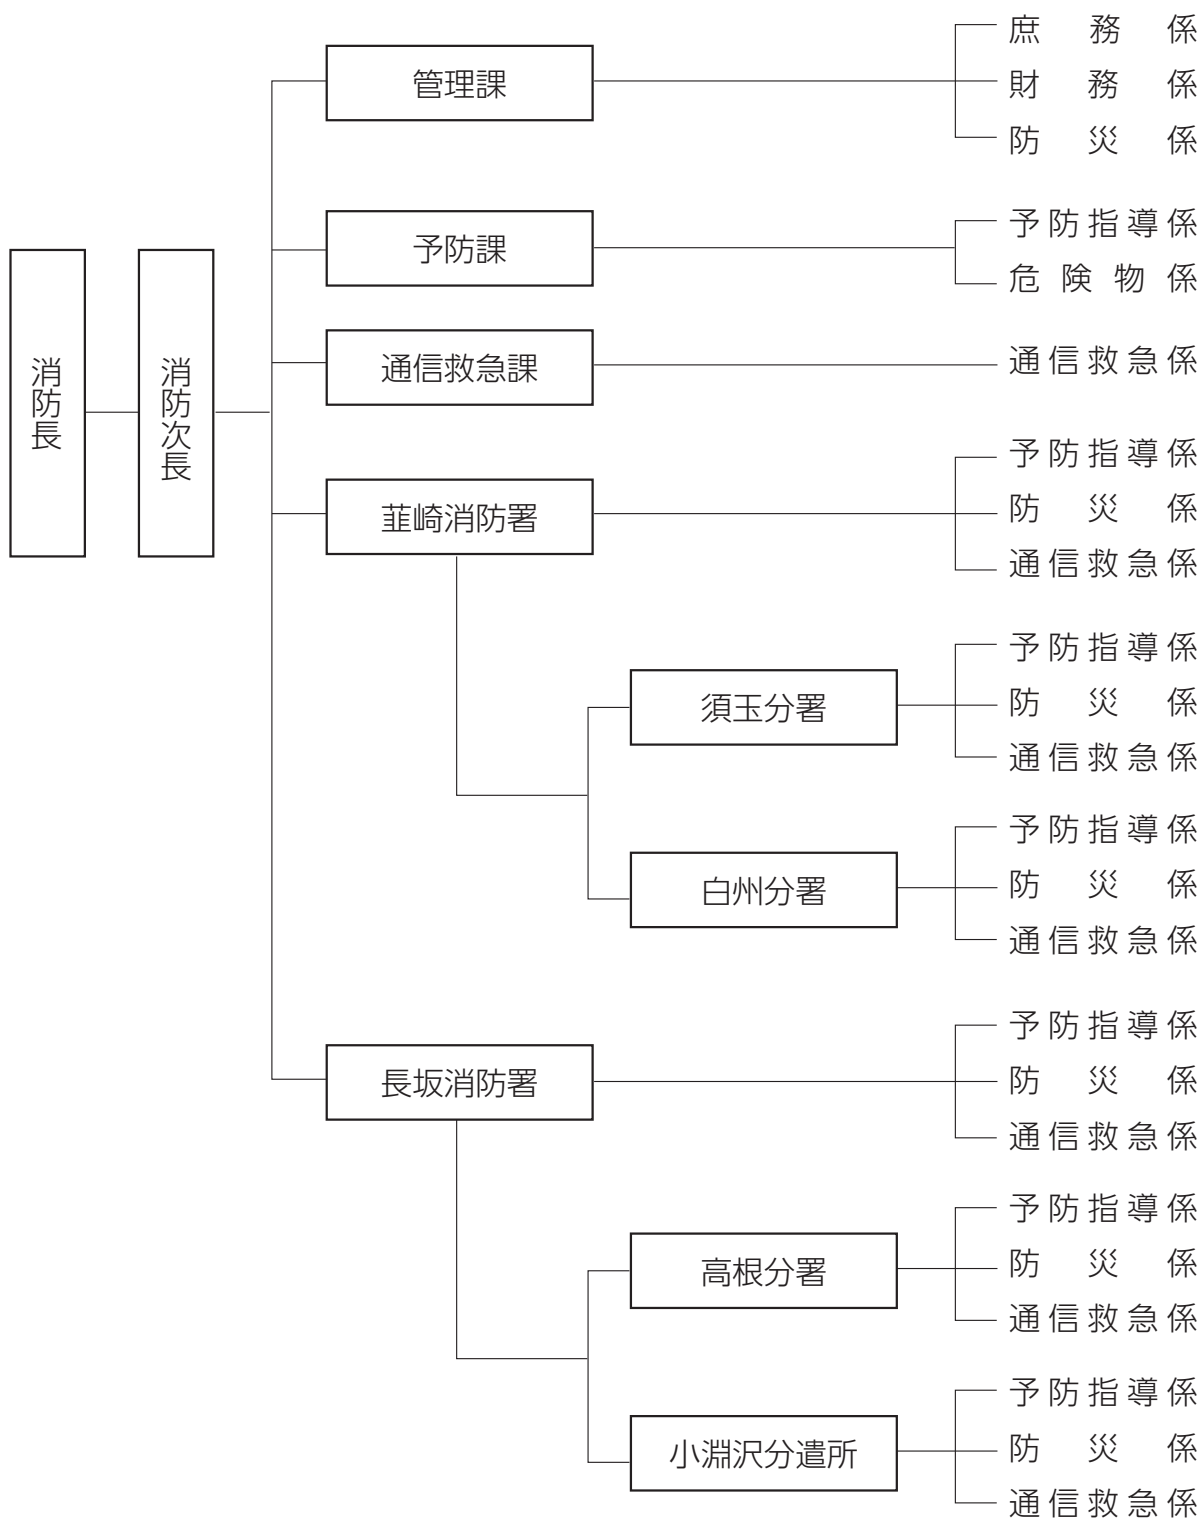 消防長
消防次長
管理課
庶務係
財務係
防災係
予防課
予防指導係
危険物係
通信救急課
通信救急係
韮崎消防署
予防指導係
防災係
通信救急係
須玉分署
予防指導係
防災係
通信救急係
白州分署
予防指導係
防災係
通信救急係
長坂消防署
予防指導係
防災係
通信救急係
高根分署
予防指導係
防災係
通信救急係
小淵沢分遣所
予防指導係
防災係
通信救急係